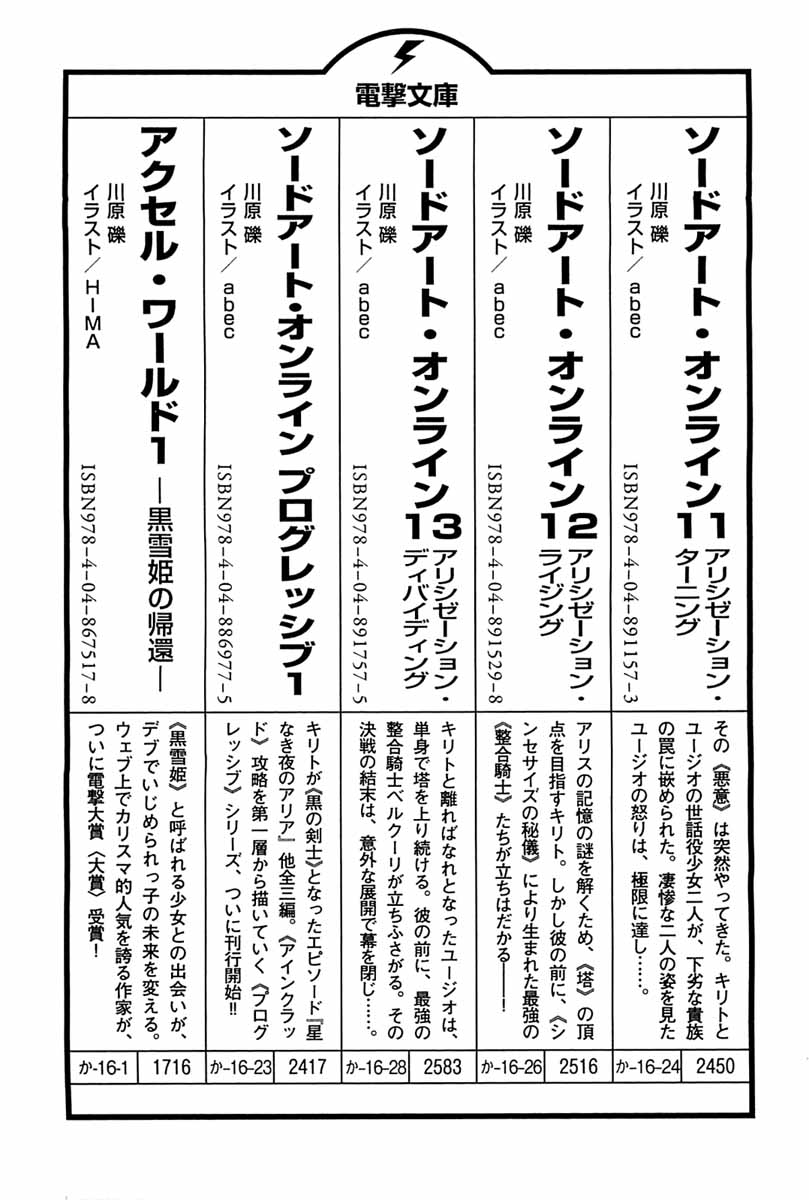 電撃文庫
ソードアート・オンライン11
アリシゼーション・
ターニング
川原 礫
イラスト/abec
ISBN978-4-04-891157-3
その《悪意》は突然やってきた。キリトと
ユージオの世話役少女二人が、下劣な貴族
の罠に嵌められた。凄惨な二人の姿を見た
ユージオの怒りは、極限に達し……。
か-16-24
2450
ソードアート・オンライン12
アリシゼーション・
ライジング
川原 礫
イラスト/abec
ISBN978-4-04-891529-8
アリスの記憶の謎を解くため、《塔》の頂
点を目指すキリト。しかし彼の前に、《シ
ンセサイズの秘儀》により生まれた最強の
《整合騎士》たちが立ちはだかる――！
か-16-26
2516
ソードアート・オンライン13
アリシゼーション・
ディバイディング
川原 礫
イラスト/abec
ISBN978-4-04-891757-5
キリトと離ればなれとなったユージオは、
単身で塔を上り続ける。彼の前に、最強の
整合騎士ベルクーリが立ちふさがる。その
決戦の結末は、意外な展開で幕を閉じ……。
か-16-28
2583
ソードアート・オンライン プログレッシブ1
川原 礫
イラスト/abec
ISBN978-4-04-886977-5
キリトが《黒の剣士》となったエピソード『星
なき夜のアリア』他全三編。《アインクラッ
ド》攻略を第一層から描いていく《プログ
レッシブ》シリーズ、ついに刊行開始!!
か-16-23
2417
アクセル・ワールド1 ―黒雪姫の帰還―
川原 礫
イラスト/HIMA
ISBN978-4-04-867517-8
《黒雪姫》と呼ばれる少女との出会いが、
デブでいじめられっ子の未来を変える。
ウェブ上でカリスマ的人気を誇る作家が、
ついに電撃大賞〈大賞〉受賞！
か-16-1
1716